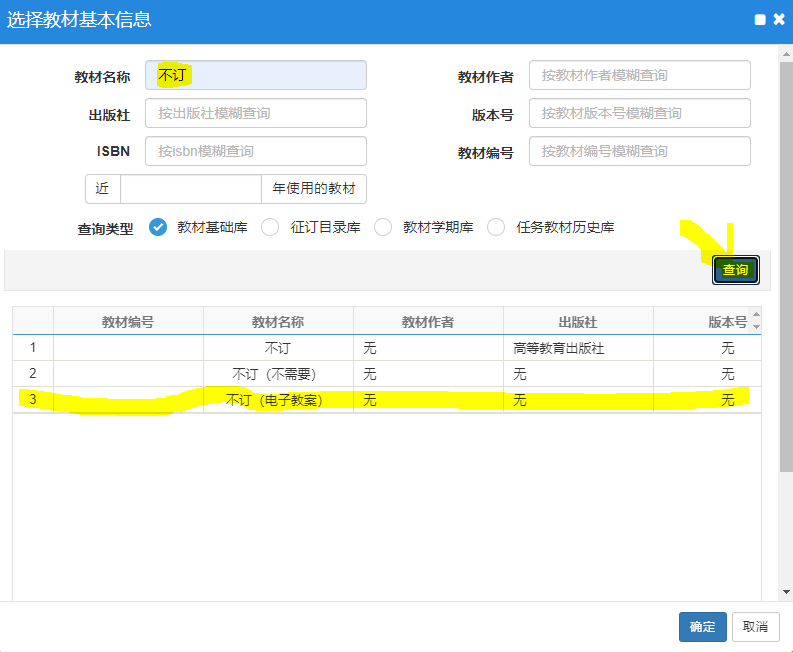 选择教材基本信息
教材名称 不订 教材作者 按教材作者模糊查询
出版社 按出版社模糊查询 版本号 按教材版本号模糊查询
ISBN 按isbn模糊查询 教材编号 按教材编号模糊查询
近 年使用的教材
查询类型 教材基础库 征订目录库 教材学期库 任务教材历史库
查询
教材编号 教材名称 教材作者 出版社 版本号
1 不订 无 高等教育出版社 无
2 不订（不需要） 无 无 无
3 不订（电子教案） 无 无 无
确定 取消